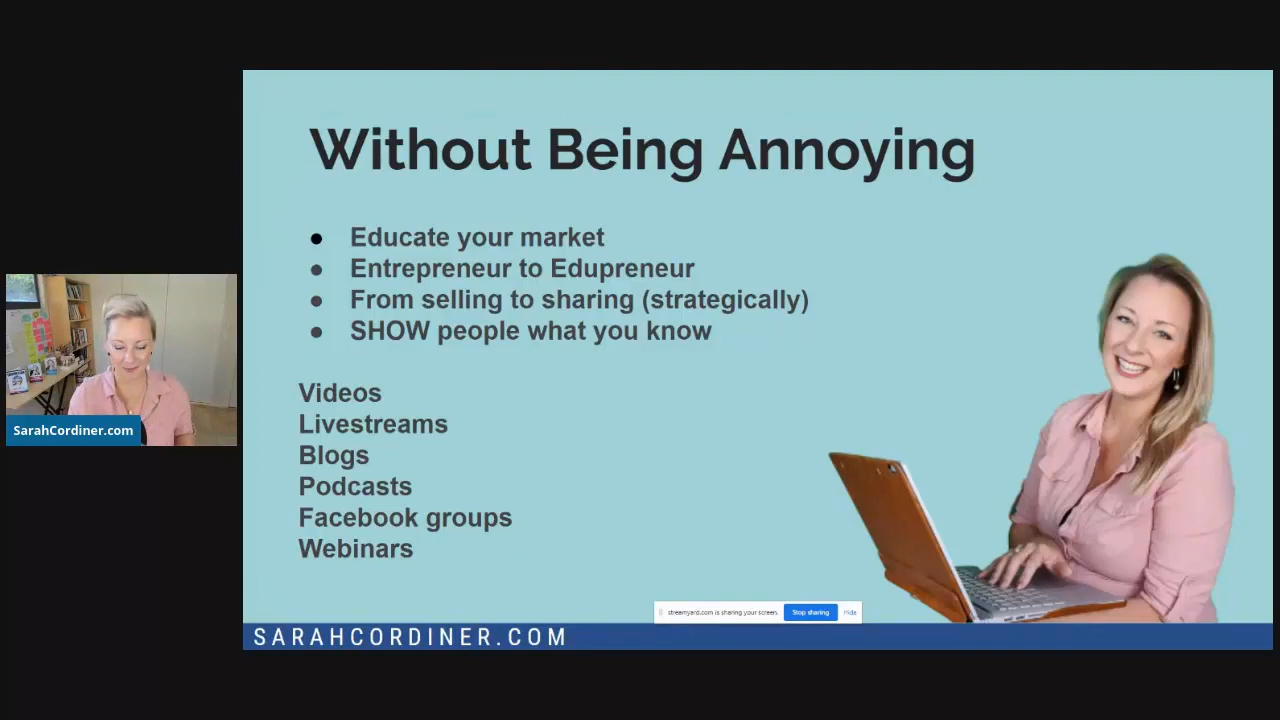 Without Being Annoying
● Educate your market
● Entrepreneur to Edupreneur
● From selling to sharing (strategically)
● SHOW people what you know
Videos
Livestreams
Blogs
Podcasts
Facebook groups
Webinars
SarahCordiner.com
streamyard.com is sharing your screen. Stop sharing Hide
SARAHCORDINER.COM